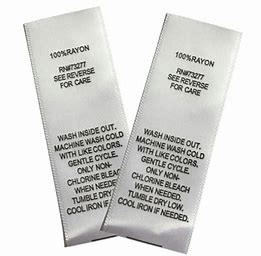 100%RAYON
RN#73277
SEE REVERSE
FOR CARE
WASH INSIDE OUT.
MACHINE WASH COLD
WITH LIKE COLORS.
GENTLE CYCLE.
ONLY NON-
CHLORINE BLEACH
WHEN NEEDED.
TUMBLE DRY LOW.
COOL IRON IF NEEDED.
100%RAYON
RN#73277
SEE REVERSE
FOR CARE
WASH INSIDE OUT.
MACHINE WASH COLD
WITH LIKE COLORS.
GENTLE CYCLE.
ONLY NON-
CHLORINE BLEACH
WHEN NEEDED.
TUMBLE DRY LOW.
COOL IRON IF NEEDED.